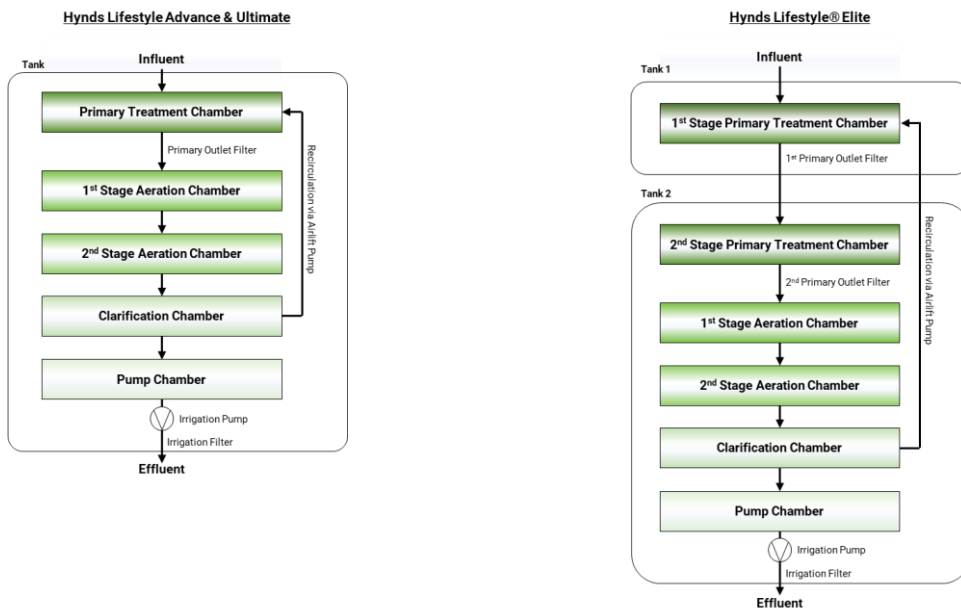 Hynds Lifestyle Advance & Ultimate
Tank
Influent
Primary Treatment Chamber
Primary Outlet Filter
1st Stage Aeration Chamber
2nd Stage Aeration Chamber
Clarification Chamber
Pump Chamber
Irrigation Pump
Irrigation Filter
Effluent
Recirculation via Airlift Pump
Hynds Lifestyle® Elite
Influent
Tank 1
1st Stage Primary Treatment Chamber
1st Primary Outlet Filter
Tank 2
2nd Stage Primary Treatment Chamber
2nd Primary Outlet Filter
1st Stage Aeration Chamber
2nd Stage Aeration Chamber
Clarification Chamber
Pump Chamber
Irrigation Pump
Irrigation Filter
Effluent
Recirculation via Airlift Pump